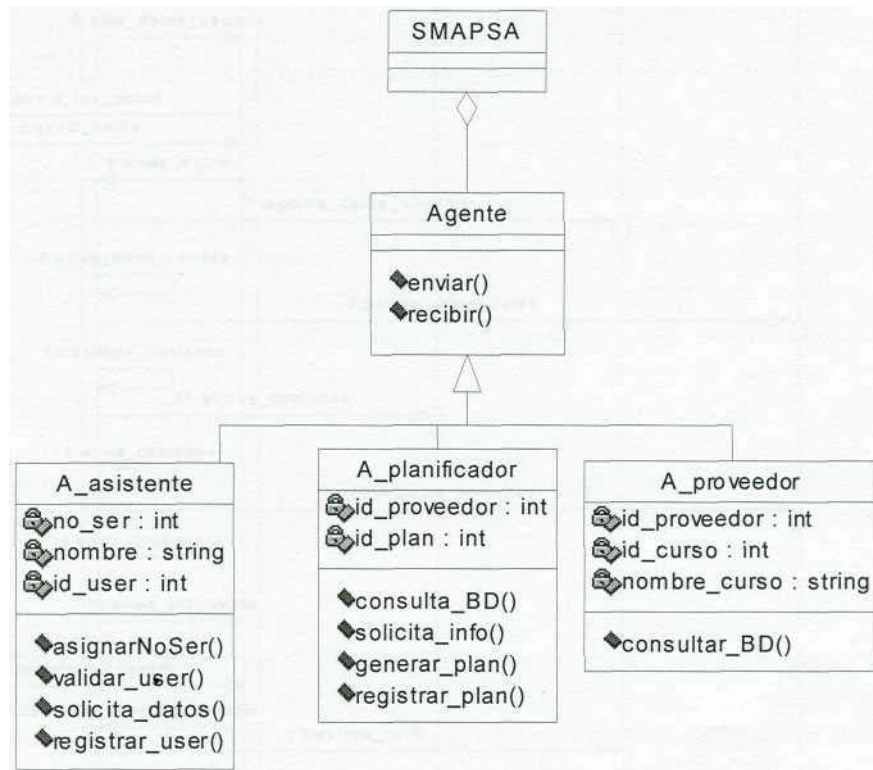 SMAPSA
Agente
enviar()
recibir()
A_asistente
no_ser : int
nombre : string
id_user : int
asignarNoSer()
validar_user()
solicita_datos()
registrar_user()
A_planificador
id_proveedor : int
id_plan : int
consulta_BD()
solicita_info()
generar_plan()
registrar_plan()
A_proveedor
id_proveedor : int
id_curso : int
nombre_curso : string
consultar_BD()